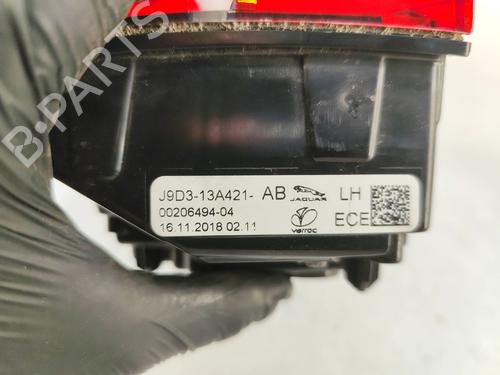 B-PARTS
J9D3-13A421- AB JAGUAR LH
00206494-04
16.11.2018 02.11 varroc ECE